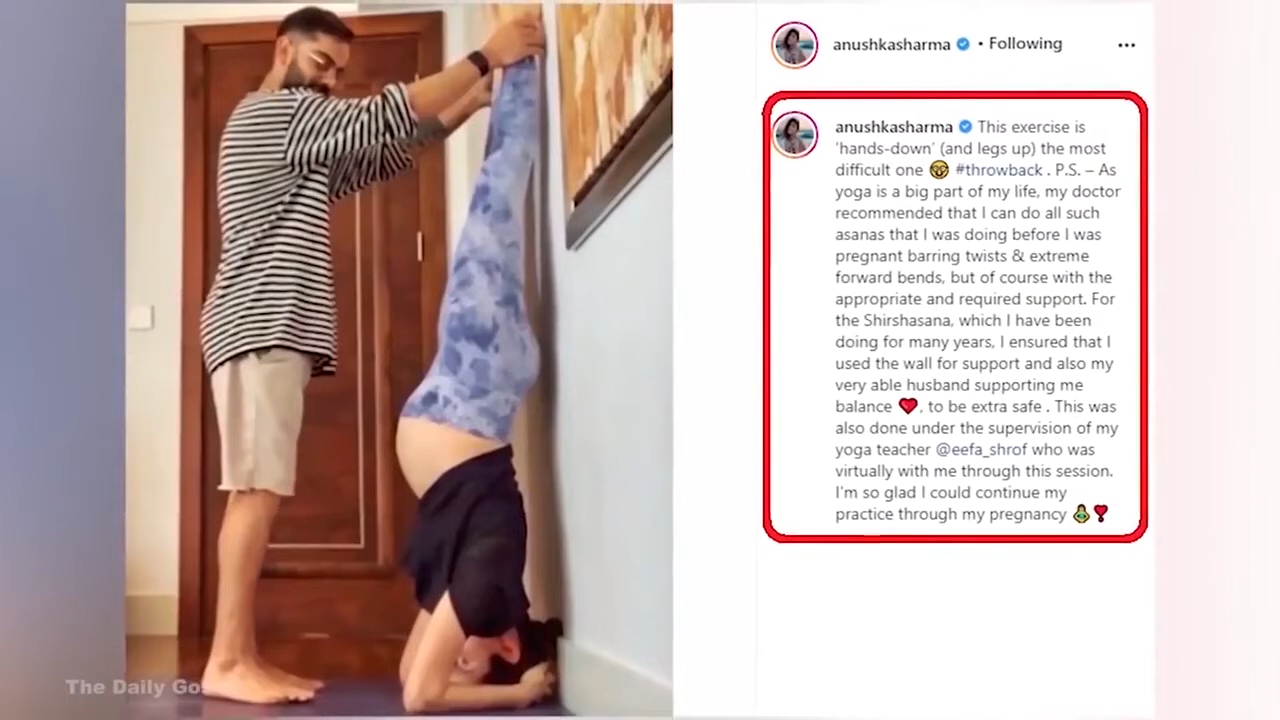 anushkasharma • Following
anushkasharma This exercise is
'hands-down' (and legs up) the most
difficult one 🤓 #throwback . P.S. – As
yoga is a big part of my life, my doctor
recommended that I can do all such
asanas that I was doing before I was
pregnant barring twists & extreme
forward bends, but of course with the
appropriate and required support. For
the Shirshasana, which I have been
doing for many years, I ensured that I
used the wall for support and also my
very able husband supporting me
balance ❤️, to be extra safe . This was
also done under the supervision of my
yoga teacher @eefa_shrof who was
virtually with me through this session.
I'm so glad I could continue my
practice through my pregnancy 🤰❣️
The Daily